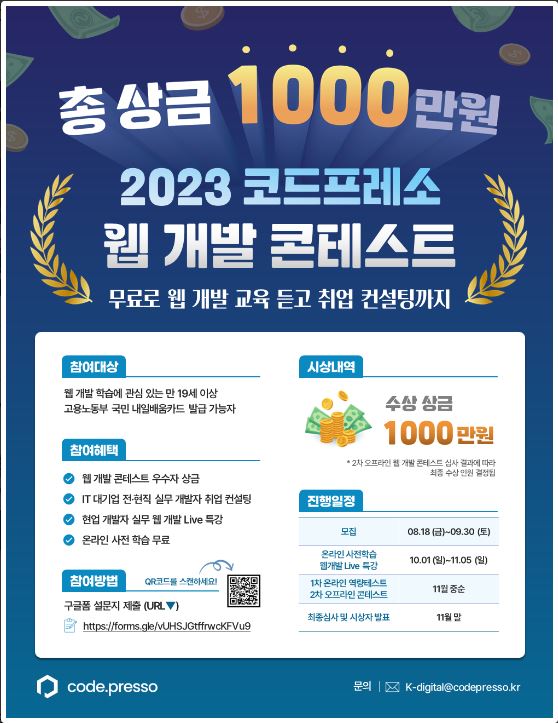 총 상금 1000만원
2023 코드프레소
웹 개발 콘테스트
무료로 웹 개발 교육 듣고 취업 컨설팅까지
참여대상
웹 개발 학습에 관심 있는 만 19세 이상
고용노동부 국민 내일배움카드 발급 가능자
참여혜택
웹 개발 콘테스트 우수자 상금
IT 대기업 전·현직 실무 개발자 취업 컨설팅
현업 개발자 실무 웹 개발 Live 특강
온라인 사전 학습 무료
참여방법
QR코드를 스캔하세요!
구글폼 설문지 제출 (URL▼)
https://forms.gle/vUHSJGtffrwcKFVu9
시상내역
수상 상금
1000만원
* 2차 오프라인 웹 개발 콘테스트 심사 결과에 따라
최종 수상 인원 결정됨
진행일정
모집 08.18 (금)~09.30 (토)
온라인 사전학습
웹개발 Live 특강
10.01 (일)~11.05 (일)
1차 온라인 역량테스트
2차 오프라인 콘테스트
11월 중순
최종심사 및 시상자 발표 11월 말
code.presso
문의 | K-digital@codepresso.kr